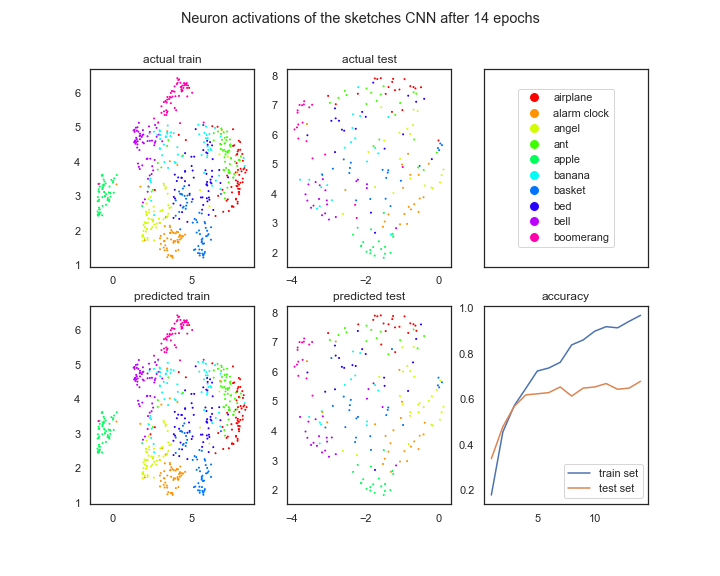 Neuron activations of the sketches CNN after 14 epochs
actual train
6
5
4
3
2
1
0 5
actual test
8
7
6
5
4
3
2
−4 −2 0
airplane
alarm clock
angel
ant
apple
banana
basket
bed
bell
boomerang
predicted train
6
5
4
3
2
1
0 5
predicted test
8
7
6
5
4
3
2
−4 −2 0
accuracy
1.0
0.8
0.6
0.4
0.2
train set
test set
5 10